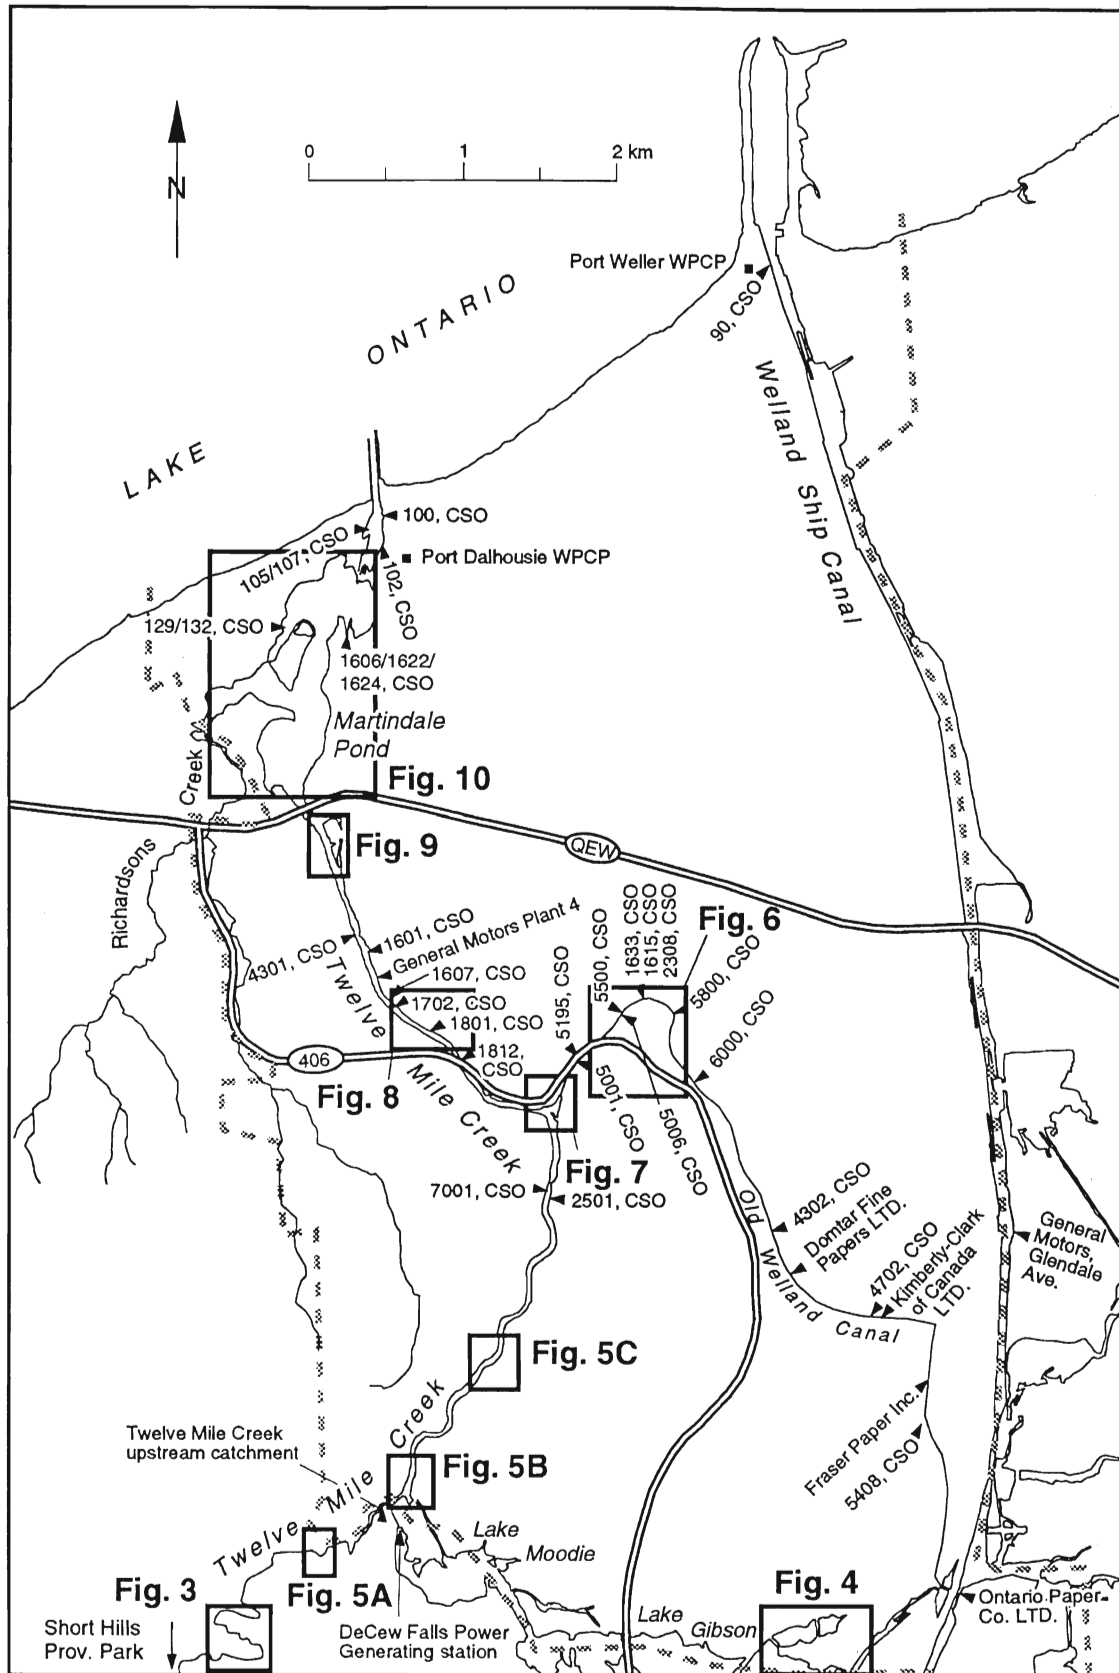 N
0 1 2 km
Port Weller WPCP
90, CSO
LAKE ONTARIO
Welland Ship Canal
100, CSO
105/107, CSO
Port Dalhousie WPCP
102, CSO
129/132, CSO
1606/1622/
1624, CSO
Martindale
Pond
Fig. 10
Richardsons Creek
QEW
Fig. 9
1601, CSO
4301, CSO
General Motors Plant 4
1607, CSO
1702, CSO
1801, CSO
1812,
CSO
Fig. 8
406
Twelve Mile Creek
5195, CSO
5500, CSO
1633, CSO
1615, CSO
2308, CSO
Fig. 6
5800, CSO
6000, CSO
5001, CSO
5006, CSO
Fig. 7
7001, CSO
2501, CSO
Old Welland Canal
4302, CSO
Domtar Fine
Papers LTD.
4702, CSO
Kimberly-Clark
of Canada
LTD.
General
Motors,
Glendale
Ave.
Fig. 5C
Fraser Paper Inc.
5408, CSO
Twelve Mile Creek
upstream catchment
Fig. 5B
Twelve Mile Creek
Lake
Moodie
Fig. 3
Fig. 5A
Short Hills
Prov. Park
DeCew Falls Power
Generating station
Lake
Gibson
Fig. 4
Ontario Paper
Co. LTD.